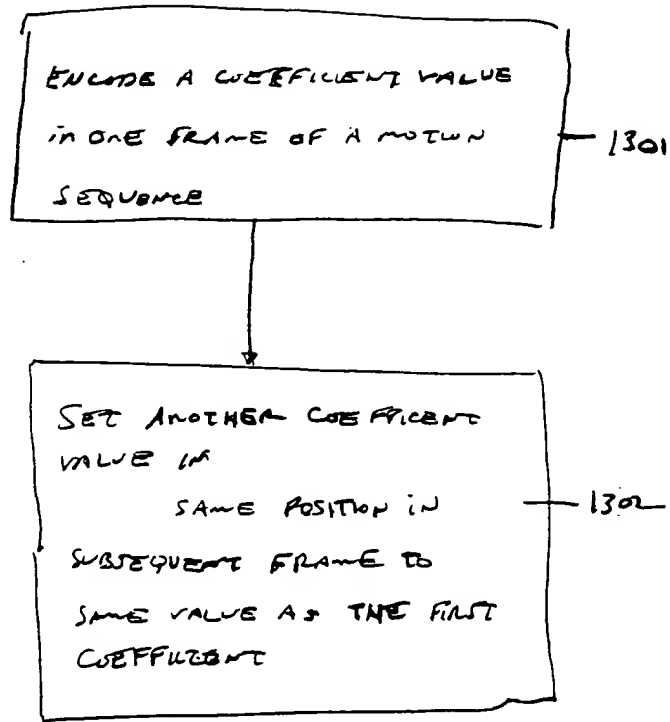 ENCODE A COEFFICIENT VALUE
in ONE FRAME OF A MOTION
SEQUENCE
1301
SET ANOTHER COEFFICENT
VALUE IN
SAME POSITION in
SUBSEQUENT FRAME TO
SAME VALUE AS THE FIRST
COEFFICIENT
1302